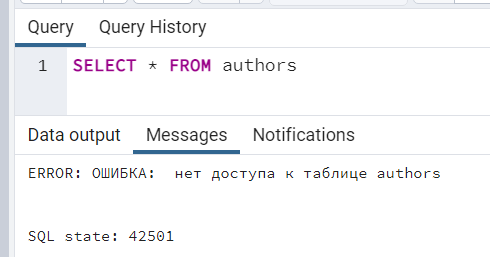 Query Query History
1 SELECT * FROM authors
Data output Messages Notifications
ERROR: ОШИБКА:  нет доступа к таблице authors
SQL state: 42501